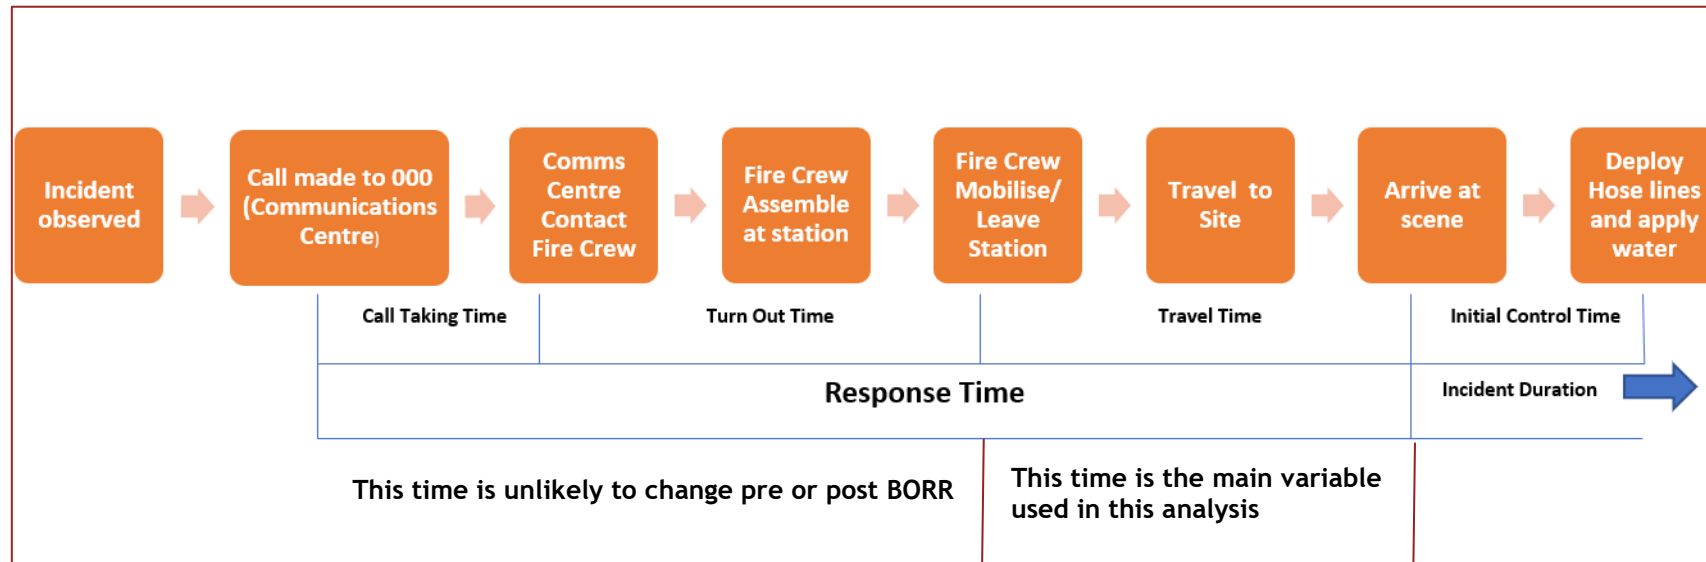 Incident
observed
Call made to 000
(Communications
Centre)
Comms
Centre
Contact
Fire Crew
Fire Crew
Assemble
at station
Fire Crew
Mobilise/
Leave
Station
Travel to
Site
Arrive at
scene
Deploy
Hose lines
and apply
water
Call Taking Time
Turn Out Time
Travel Time
Initial Control Time
Response Time
Incident Duration
This time is unlikely to change pre or post BORR
This time is the main variable
used in this analysis